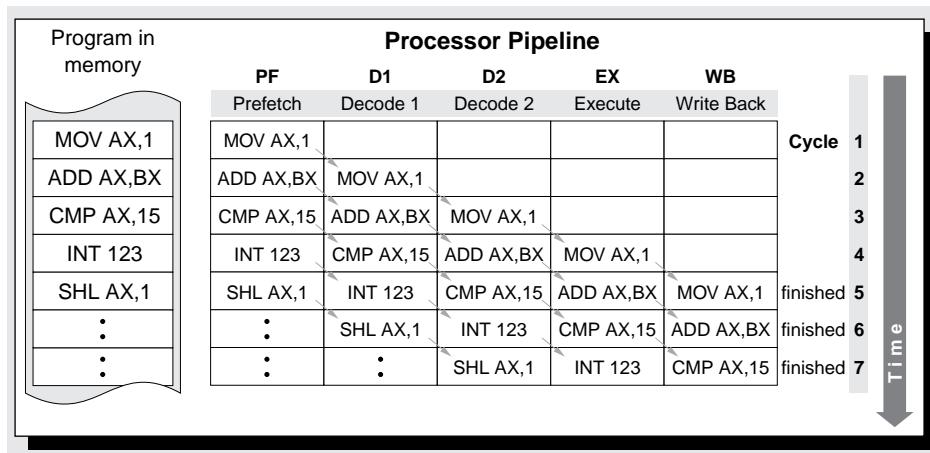 Program in
memory
Processor Pipeline
PF D1 D2 EX WB
Prefetch Decode 1 Decode 2 Execute Write Back
MOV AX,1 MOV AX,1 Cycle 1
ADD AX,BX ADD AX,BX MOV AX,1 2
CMP AX,15 CMP AX,15 ADD AX,BX MOV AX,1 3
INT 123 INT 123 CMP AX,15 ADD AX,BX MOV AX,1 4
SHL AX,1 SHL AX,1 INT 123 CMP AX,15 ADD AX,BX MOV AX,1 finished 5
SHL AX,1 INT 123 CMP AX,15 ADD AX,BX finished 6
SHL AX,1 INT 123 CMP AX,15 finished 7
Time